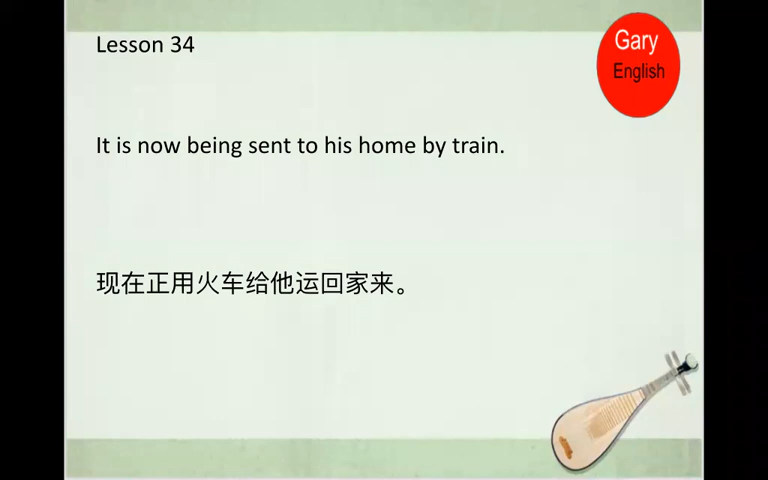 Lesson 34
Gary
English
It is now being sent to his home by train.
现在正用火车给他运回家来。